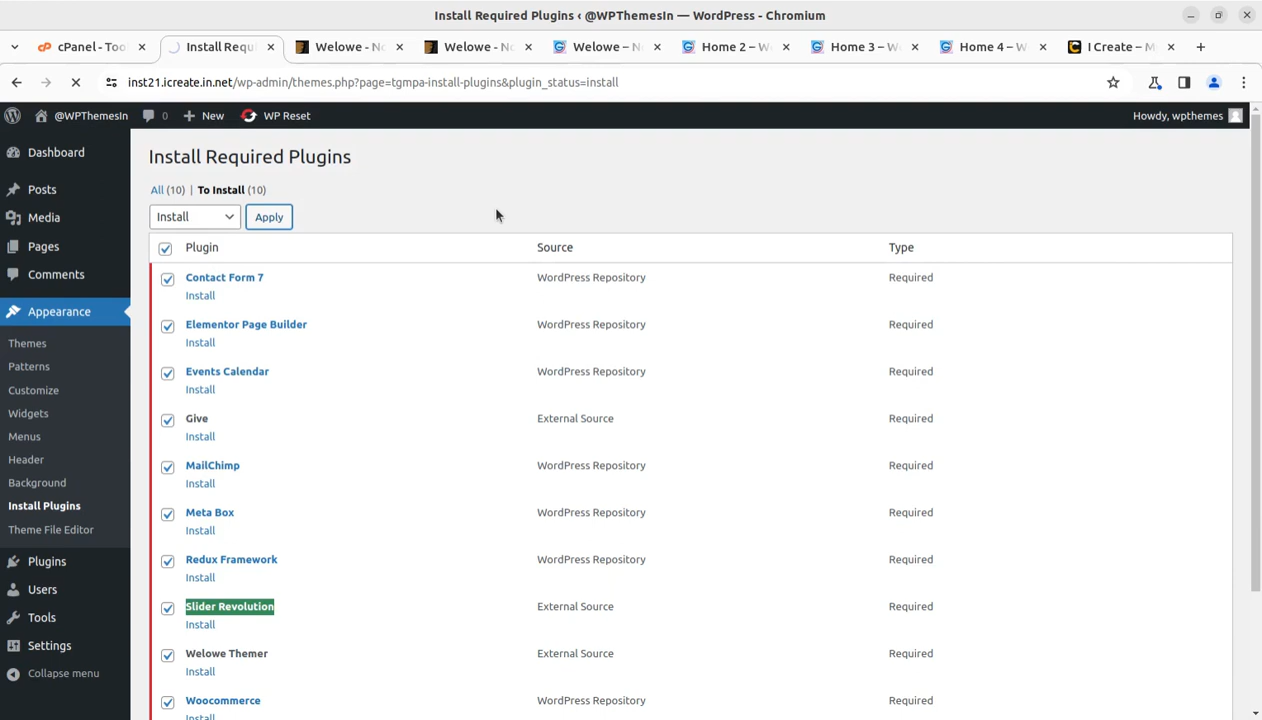 Install Required Plugins ‹ @WPThemesIn — WordPress - Chromium
cPanel - Too
Install Requ
Welowe - No
Welowe - No
Welowe – No
Home 2 – We
Home 3 – We
Home 4 – W
I Create – M
inst21.icreate.in.net/wp-admin/themes.php?page=tgmpa-install-plugins&plugin_status=install
@WPThemesIn
0
New
WP Reset
Howdy, wpthemes
Dashboard
Posts
Media
Pages
Comments
Appearance
Themes
Patterns
Customize
Widgets
Menus
Header
Background
Install Plugins
Theme File Editor
Plugins
Users
Tools
Settings
Collapse menu
Install Required Plugins
All (10) | To Install (10)
Install
Apply
Plugin Source Type
Contact Form 7 WordPress Repository Required
Install
Elementor Page Builder WordPress Repository Required
Install
Events Calendar WordPress Repository Required
Install
Give External Source Required
Install
MailChimp WordPress Repository Required
Install
Meta Box WordPress Repository Required
Install
Redux Framework WordPress Repository Required
Install
Slider Revolution External Source Required
Install
Welowe Themer External Source Required
Install
Woocommerce WordPress Repository Required
Install